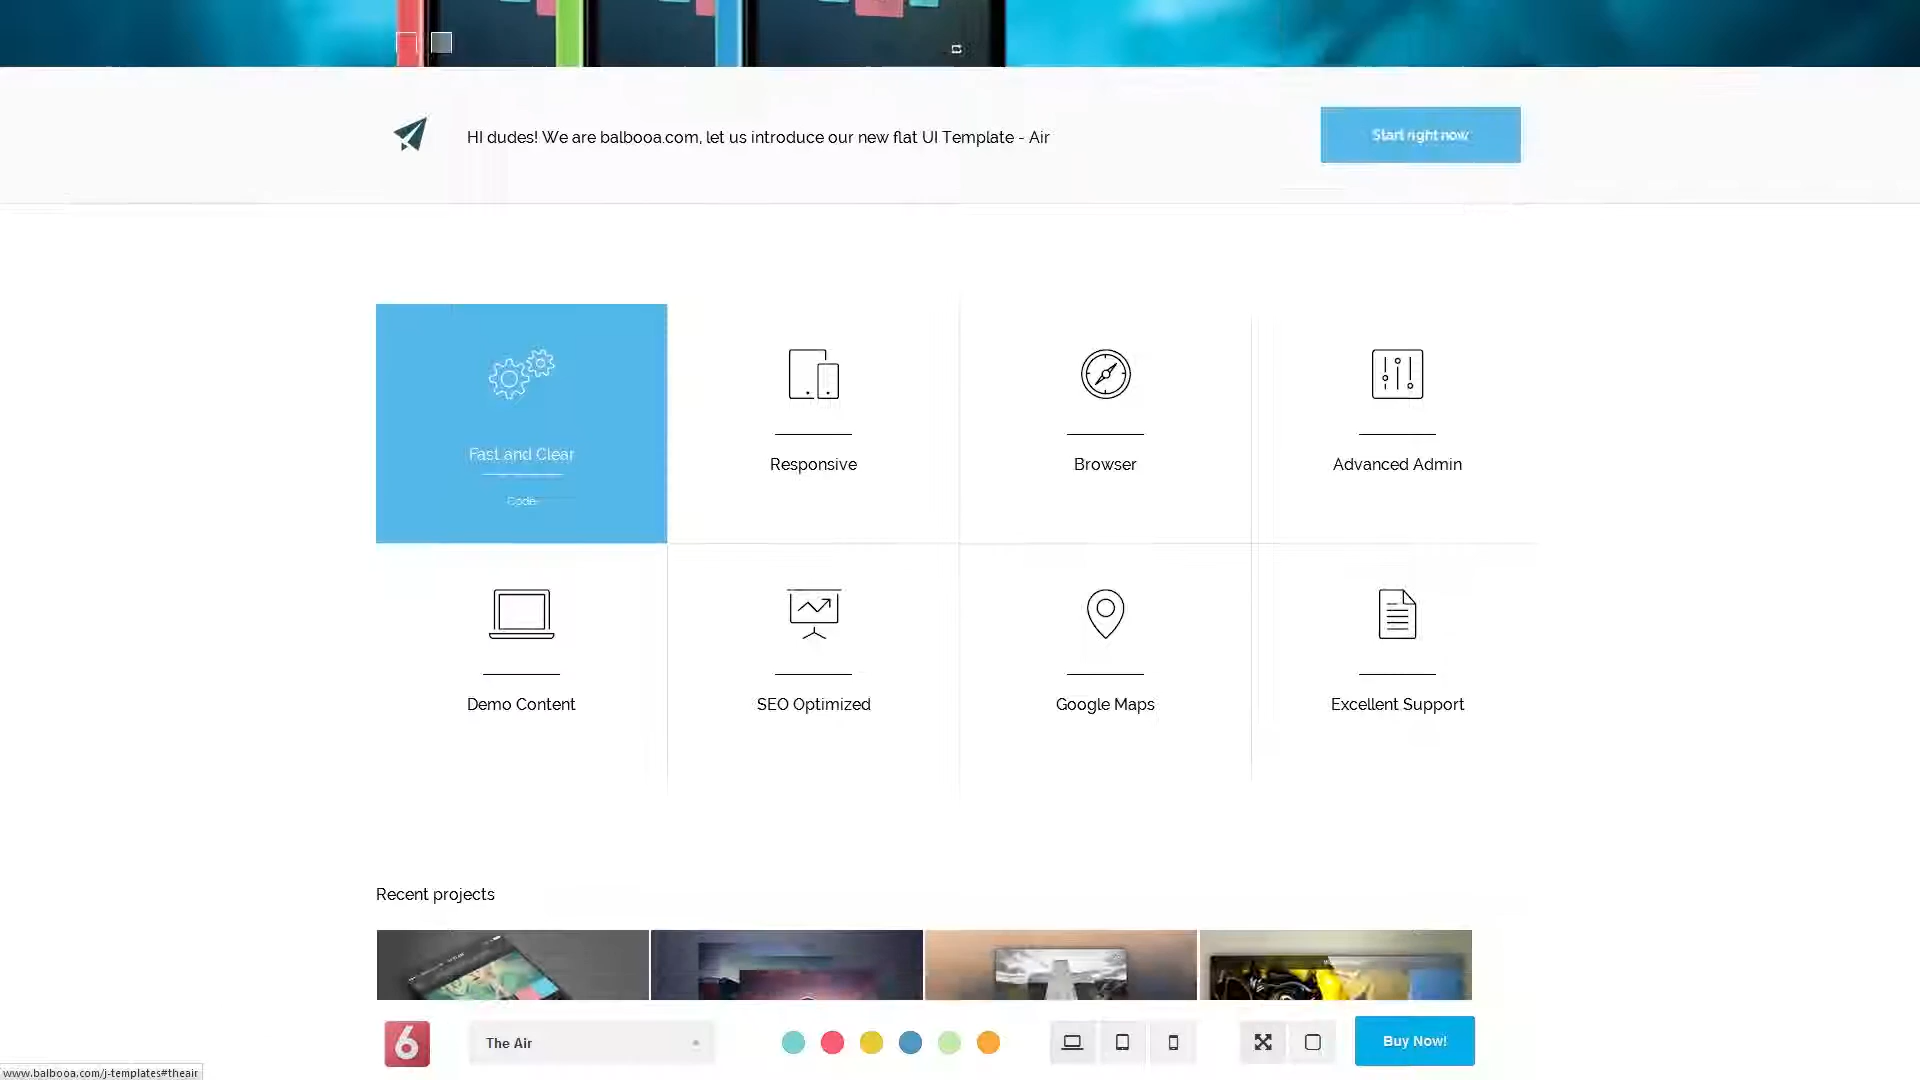 HI dudes! We are balbooa.com, let us introduce our new flat UI Template - Air
Start right now
Fast and Clear
Code
Responsive
Browser
Advanced Admin
Demo Content
SEO Optimized
Google Maps
Excellent Support
Recent projects
6
The Air
Buy Now!
www.balbooa.com/j-templates#theair